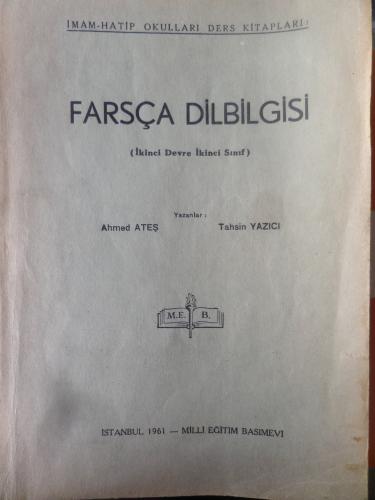 İMAM-HATİP OKULLARI DERS KİTAPLARI:
FARSÇA DİLBİLGİSİ
(İkinci Devre İkinci Sınıf)
Yazanlar:
Ahmed ATEŞ Tahsin YAZICI
M.E. B.
İSTANBUL 1961 — MİLLİ EĞİTİM BASIMEVİ